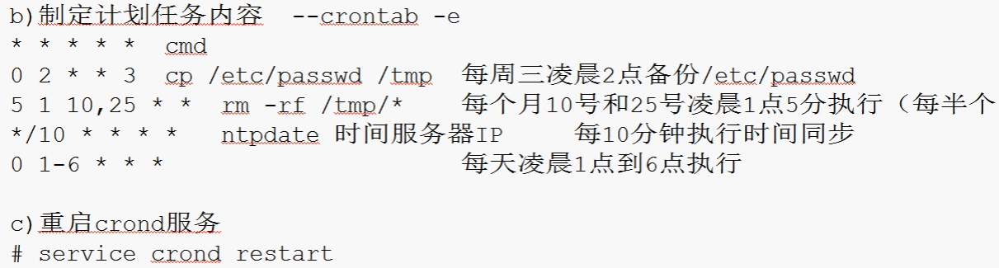 b)制定计划任务内容  --crontab -e
* * * * *  cmd
0 2 * * 3  cp /etc/passwd /tmp  每周三凌晨2点备份/etc/passwd
5 1 10,25 * *  rm -rf /tmp/*    每个月10号和25号凌晨1点5分执行（每半个
*/10 * * * *   ntpdate 时间服务器IP     每10分钟执行时间同步
0 1-6 * * *                     每天凌晨1点到6点执行
c)重启crond服务
# service crond restart